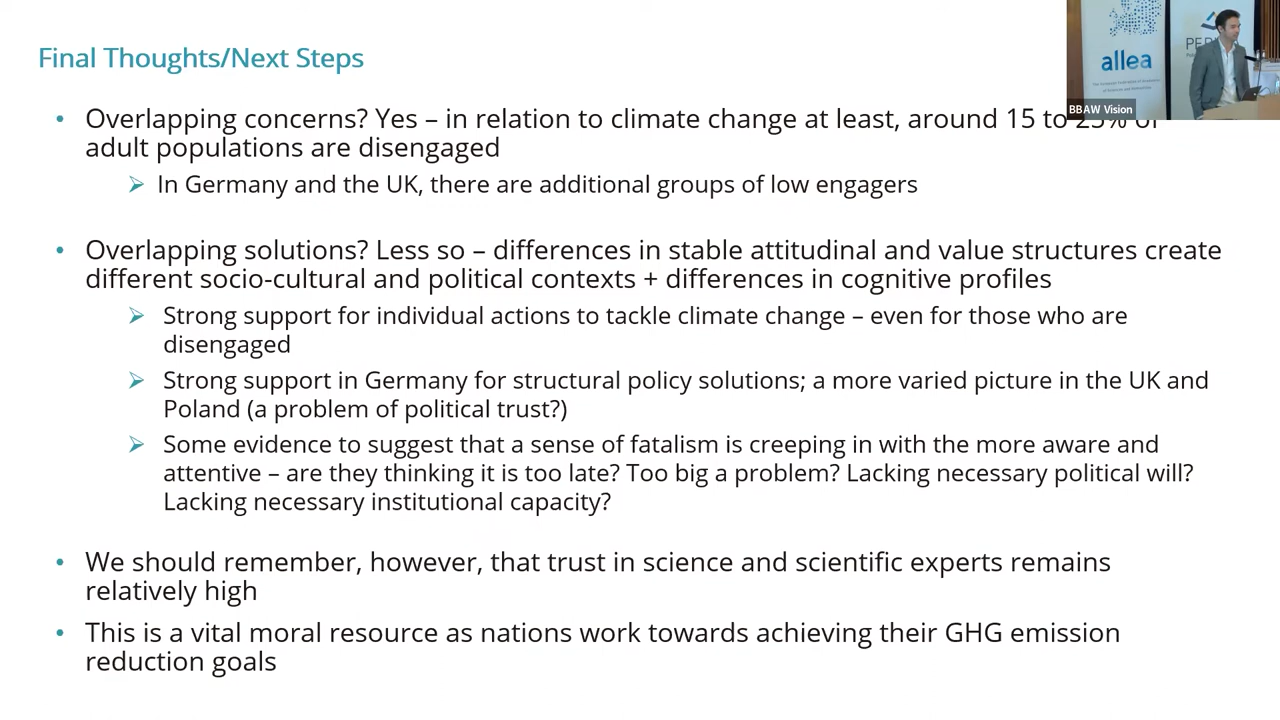 Final Thoughts/Next Steps
allea
BBAW Vision
• Overlapping concerns? Yes – in relation to climate change at least, around 15 to 25% of
adult populations are disengaged
➢ In Germany and the UK, there are additional groups of low engagers
• Overlapping solutions? Less so – differences in stable attitudinal and value structures create
different socio-cultural and political contexts + differences in cognitive profiles
➢ Strong support for individual actions to tackle climate change – even for those who are
disengaged
➢ Strong support in Germany for structural policy solutions; a more varied picture in the UK and
Poland (a problem of political trust?)
➢ Some evidence to suggest that a sense of fatalism is creeping in with the more aware and
attentive – are they thinking it is too late? Too big a problem? Lacking necessary political will?
Lacking necessary institutional capacity?
• We should remember, however, that trust in science and scientific experts remains
relatively high
• This is a vital moral resource as nations work towards achieving their GHG emission
reduction goals